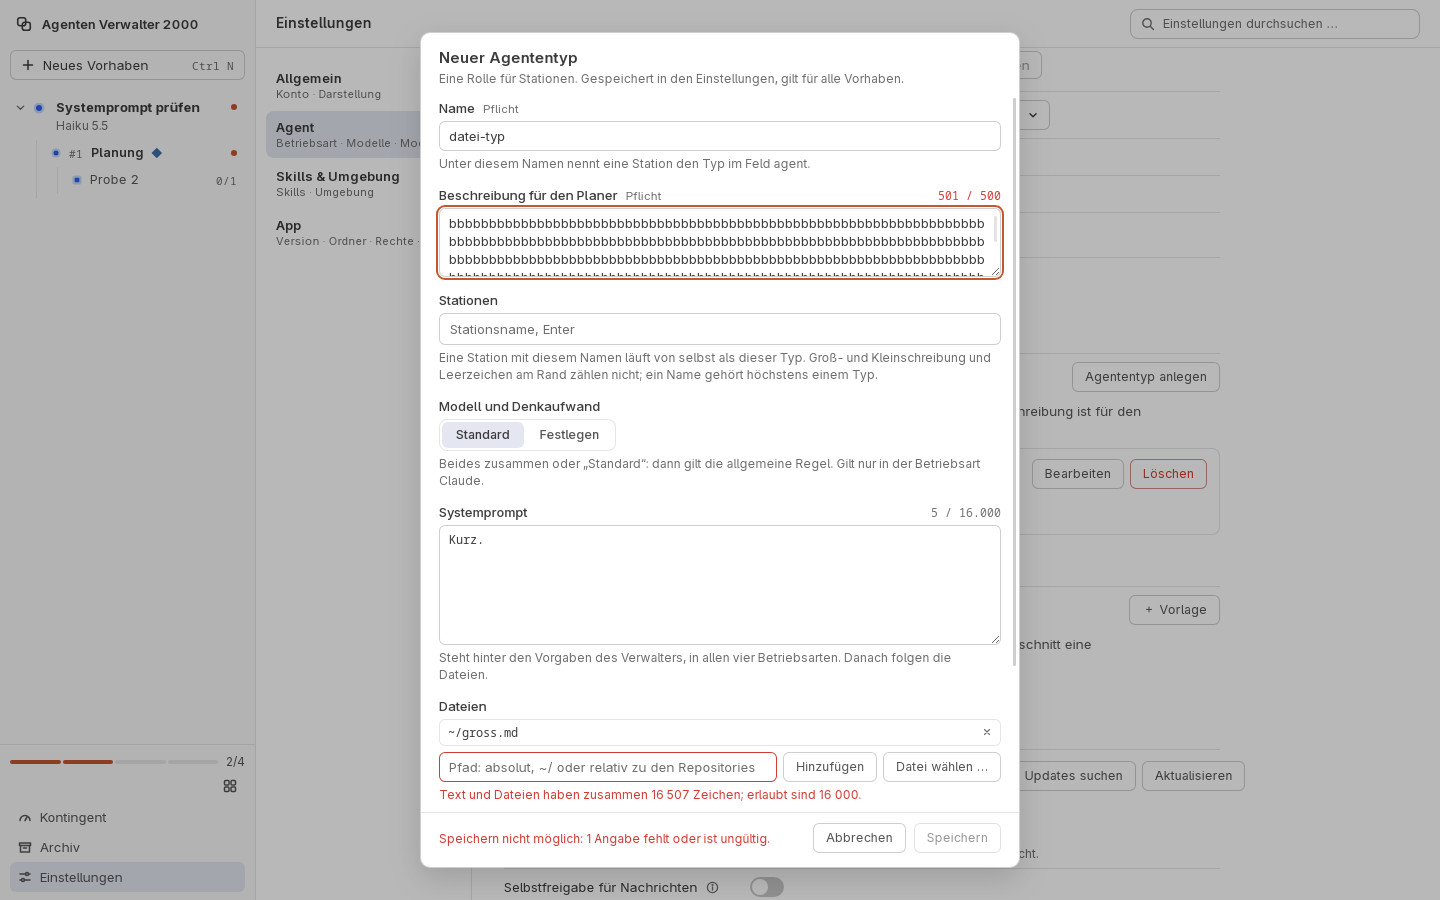 Agenten Verwalter 2000
Neues Vorhaben Ctrl N
Systemprompt prüfen
Haiku 5.5
#1 Planung
Probe 2 0/1
2/4
Kontingent
Archiv
Einstellungen
Einstellungen
Einstellungen durchsuchen …
Allgemein
Konto · Darstellung
Agent
Betriebsart · Modelle ·
Skills & Umgebung
Skills · Umgebung
App
Version · Ordner · Rechte ·
Neuer Agententyp
Eine Rolle für Stationen. Gespeichert in den Einstellungen, gilt für alle Vorhaben.
Name Pflicht
datei-typ
Unter diesem Namen nennt eine Station den Typ im Feld agent.
Beschreibung für den Planer Pflicht 501 / 500
Stationen
Stationsname, Enter
Eine Station mit diesem Namen läuft von selbst als dieser Typ. Groß- und Kleinschreibung und
Leerzeichen am Rand zählen nicht; ein Name gehört höchstens einem Typ.
Modell und Denkaufwand
Standard Festlegen
Beides zusammen oder „Standard“: dann gilt die allgemeine Regel. Gilt nur in der Betriebsart
Claude.
Systemprompt 5 / 16.000
Kurz.
Steht hinter den Vorgaben des Verwalters, in allen vier Betriebsarten. Danach folgen die
Dateien.
Dateien
~/gross.md ×
Pfad: absolut, ~/ oder relativ zu den Repositories Hinzufügen Datei wählen …
Text und Dateien haben zusammen 16 507 Zeichen; erlaubt sind 16 000.
Speichern nicht möglich: 1 Angabe fehlt oder ist ungültig. Abbrechen Speichern
Agententyp anlegen
hreibung ist für den
Bearbeiten Löschen
+ Vorlage
schnitt eine
Updates suchen Aktualisieren
cht.
Selbstfreigabe für Nachrichten